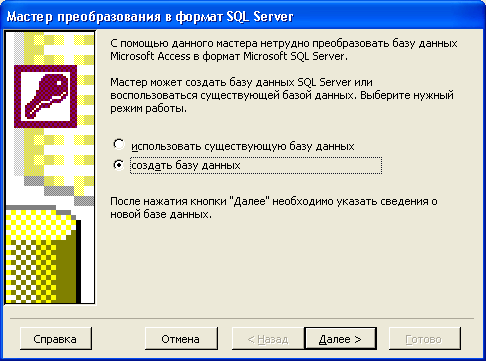 Мастер преобразования в формат SQL Server
С помощью данного мастера нетрудно преобразовать базу данных
Microsoft Access в формат Microsoft SQL Server.
Мастер может создать базу данных SQL Server или
воспользоваться существующей базой данных. Выберите нужный
режим работы.
использовать существующую базу данных
создать базу данных
После нажатия кнопки "Далее" необходимо указать сведения о
новой базе данных.
Справка
Отмена
< Назад
Далее >
Готово